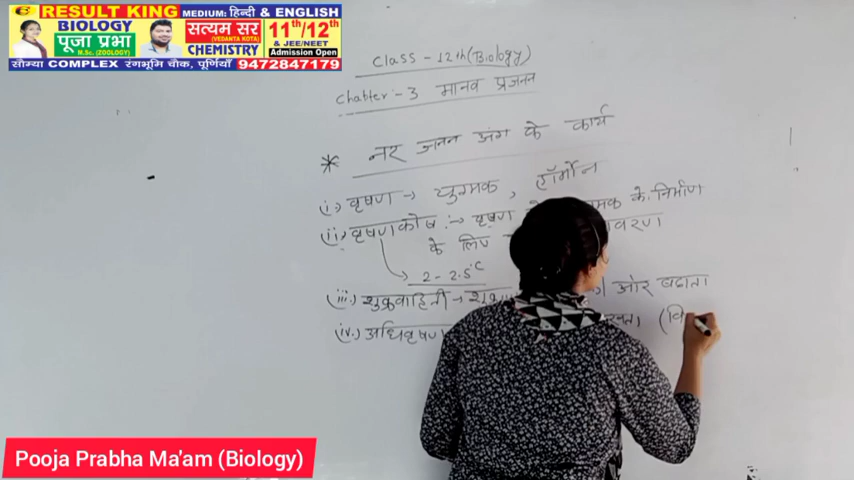 RESULT KING MEDIUM: हिन्दी & ENGLISH
BIOLOGY
पूजा प्रभा
M.Sc. (ZOOLOGY)
सत्यम सर
(VEDANTA KOTA)
CHEMISTRY
11th/12th
& JEE/NEET
Admission Open
सौम्या COMPLEX रंगभूमि चौक, पूर्णियाँ 9472847179
Class - 12th (Biology)
Chapter :- 3 मानव प्रजनन
* नर जनन अंग के कार्य
(i) वृषण → युग्मक, हॉर्मोन
(ii) वृषणकोष :→ वृषण के निर्माण
के लिए
2 - 2.5°C
(iii) शुक्रवाहिनी → ओर बढाता
(iv.) अधिवृषण (वि
Pooja Prabha Ma'am (Biology)